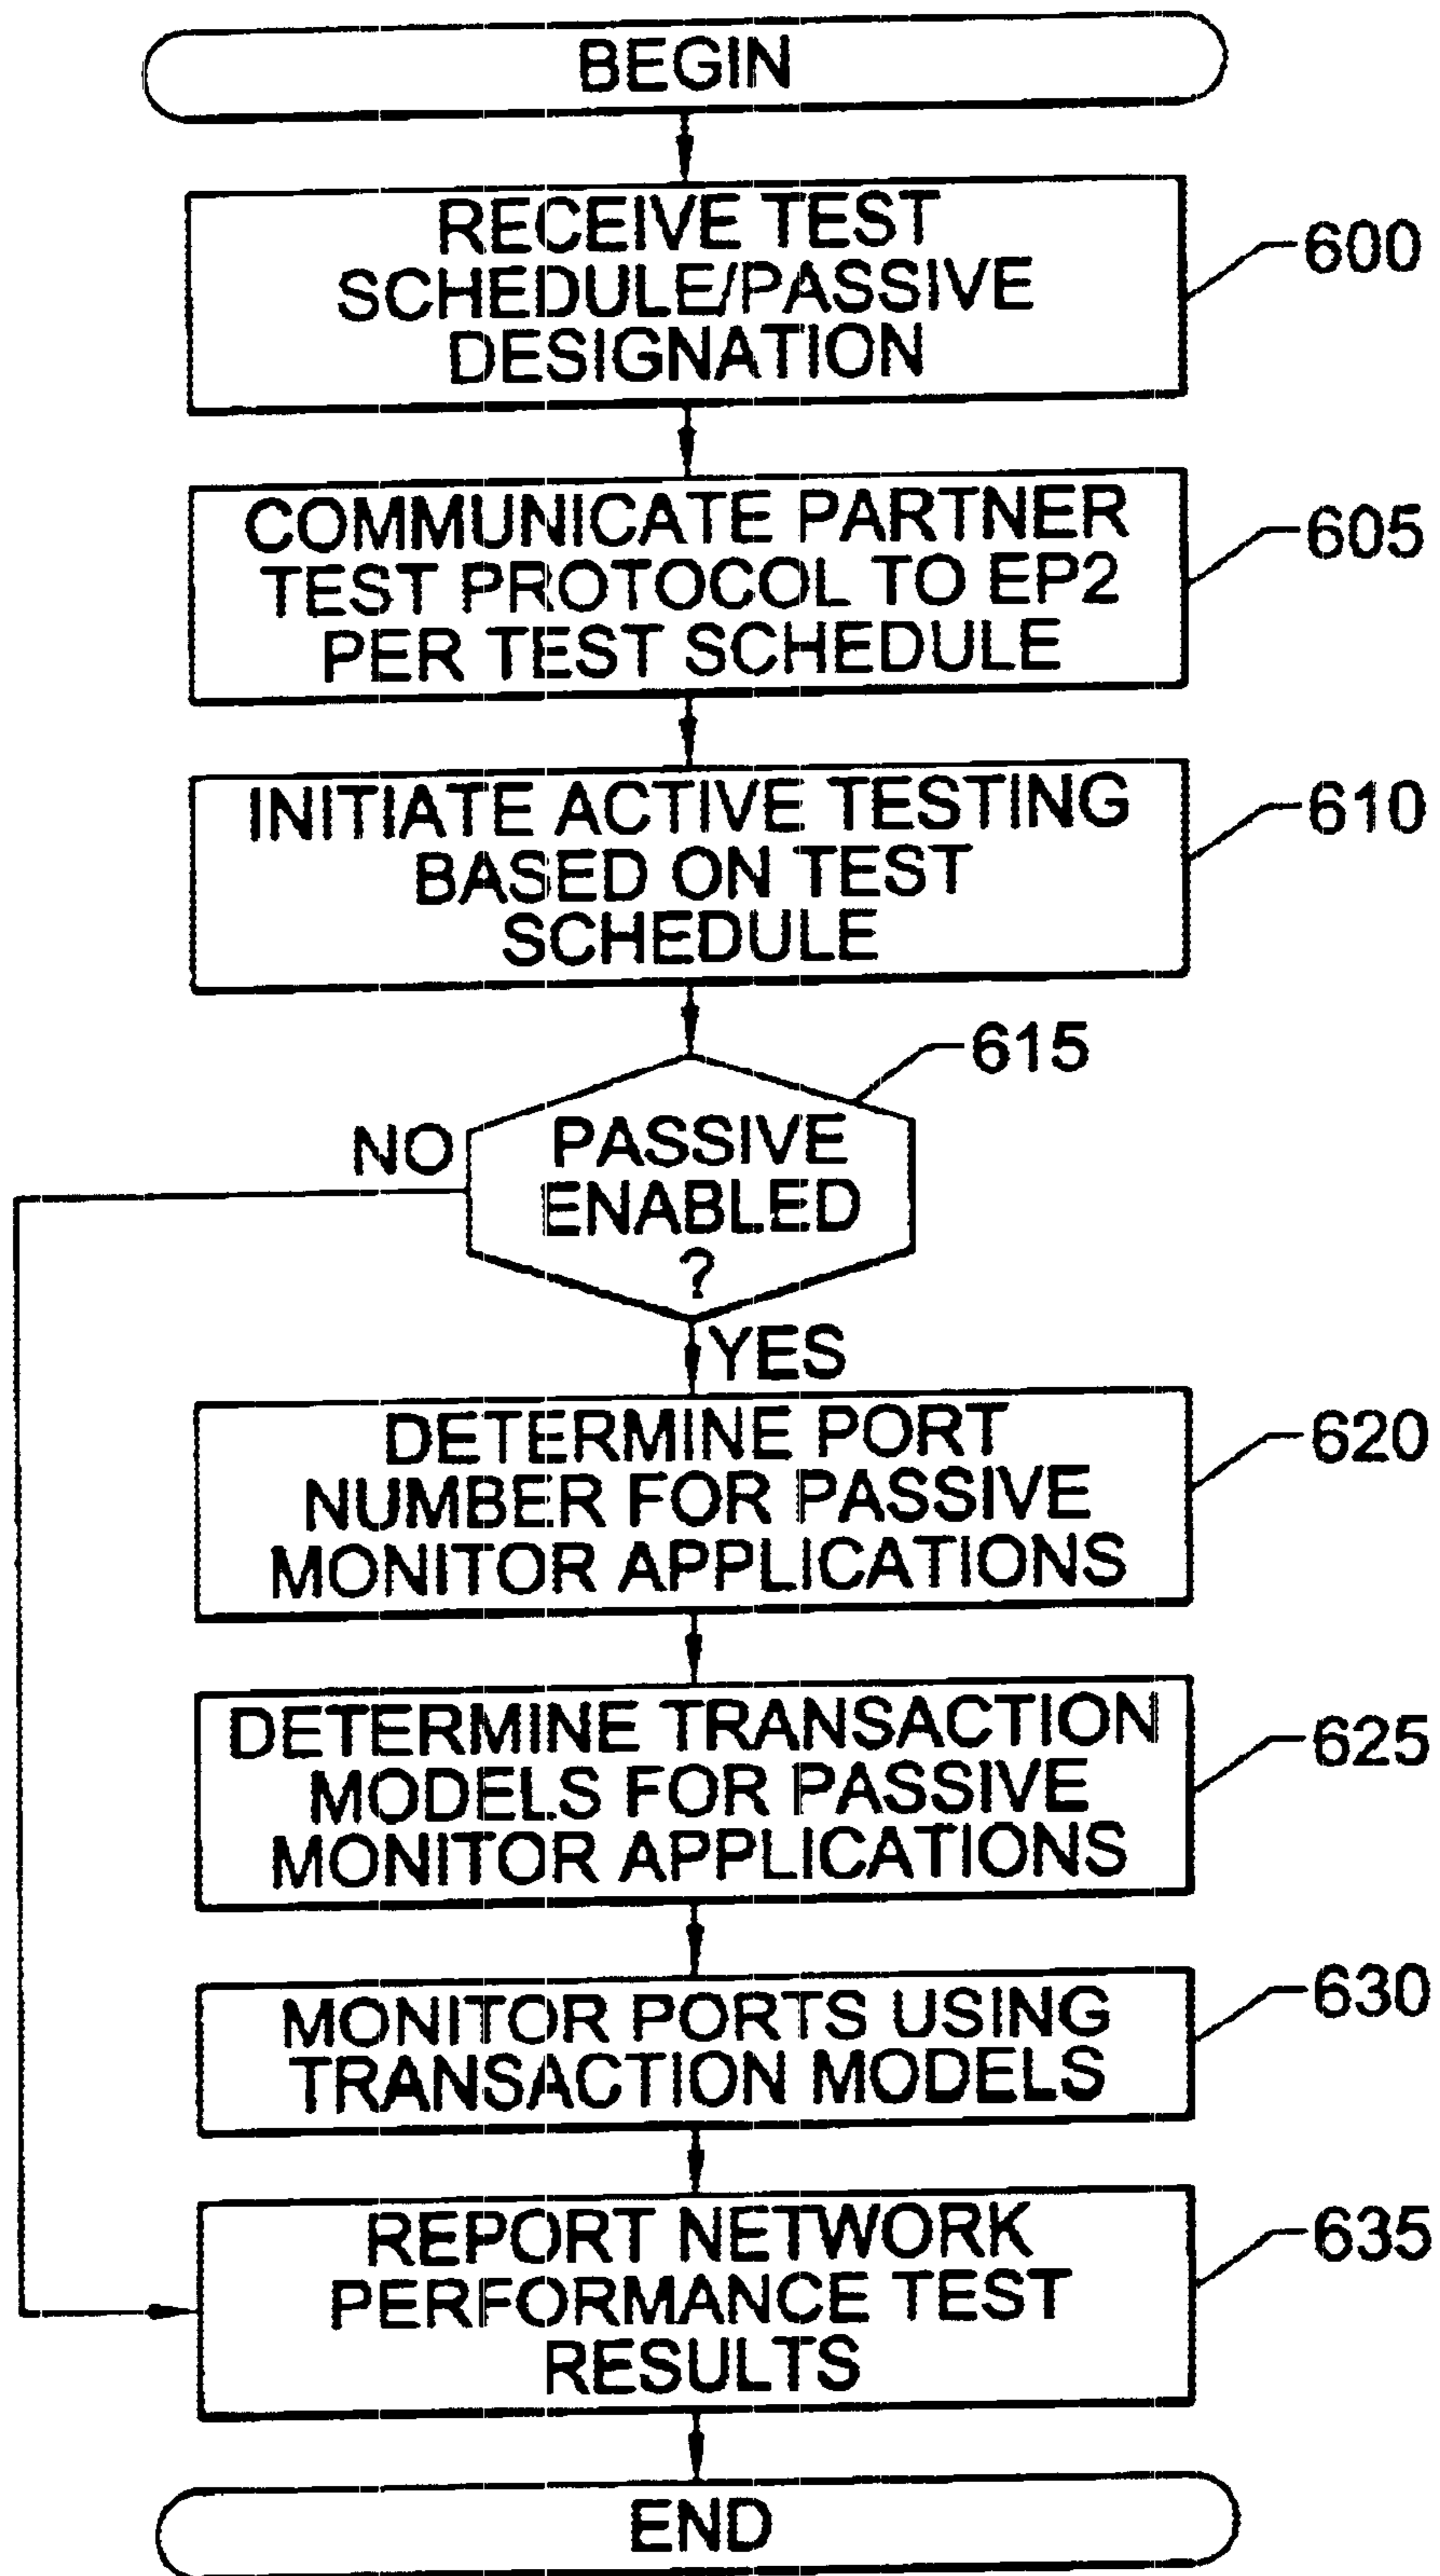 BEGIN
RECEIVE TEST
SCHEDULE/PASSIVE
DESIGNATION
600
COMMUNICATE PARTNER
TEST PROTOCOL TO EP2
PER TEST SCHEDULE
605
INITIATE ACTIVE TESTING
BASED ON TEST
SCHEDULE
610
615
NO
PASSIVE
ENABLED
?
YES
DETERMINE PORT
NUMBER FOR PASSIVE
MONITOR APPLICATIONS
620
DETERMINE TRANSACTION
MODELS FOR PASSIVE
MONITOR APPLICATIONS
625
MONITOR PORTS USING
TRANSACTION MODELS
630
REPORT NETWORK
PERFORMANCE TEST
RESULTS
635
END